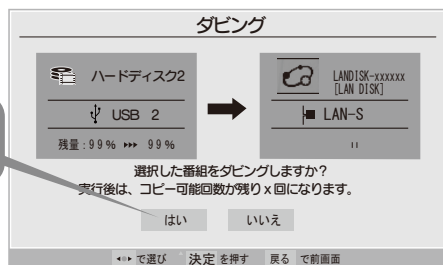 ダビング
ハードディスク2
USB 2
残量:99% ▸▸▸ 99%
LANDISK-xxxxxx
[LAN DISK]
LAN-S
選択した番組をダビングしますか?
実行後は、コピー可能回数が残りx回になります。
はい いいえ
で選び 決定 を押す 戻る で前画面